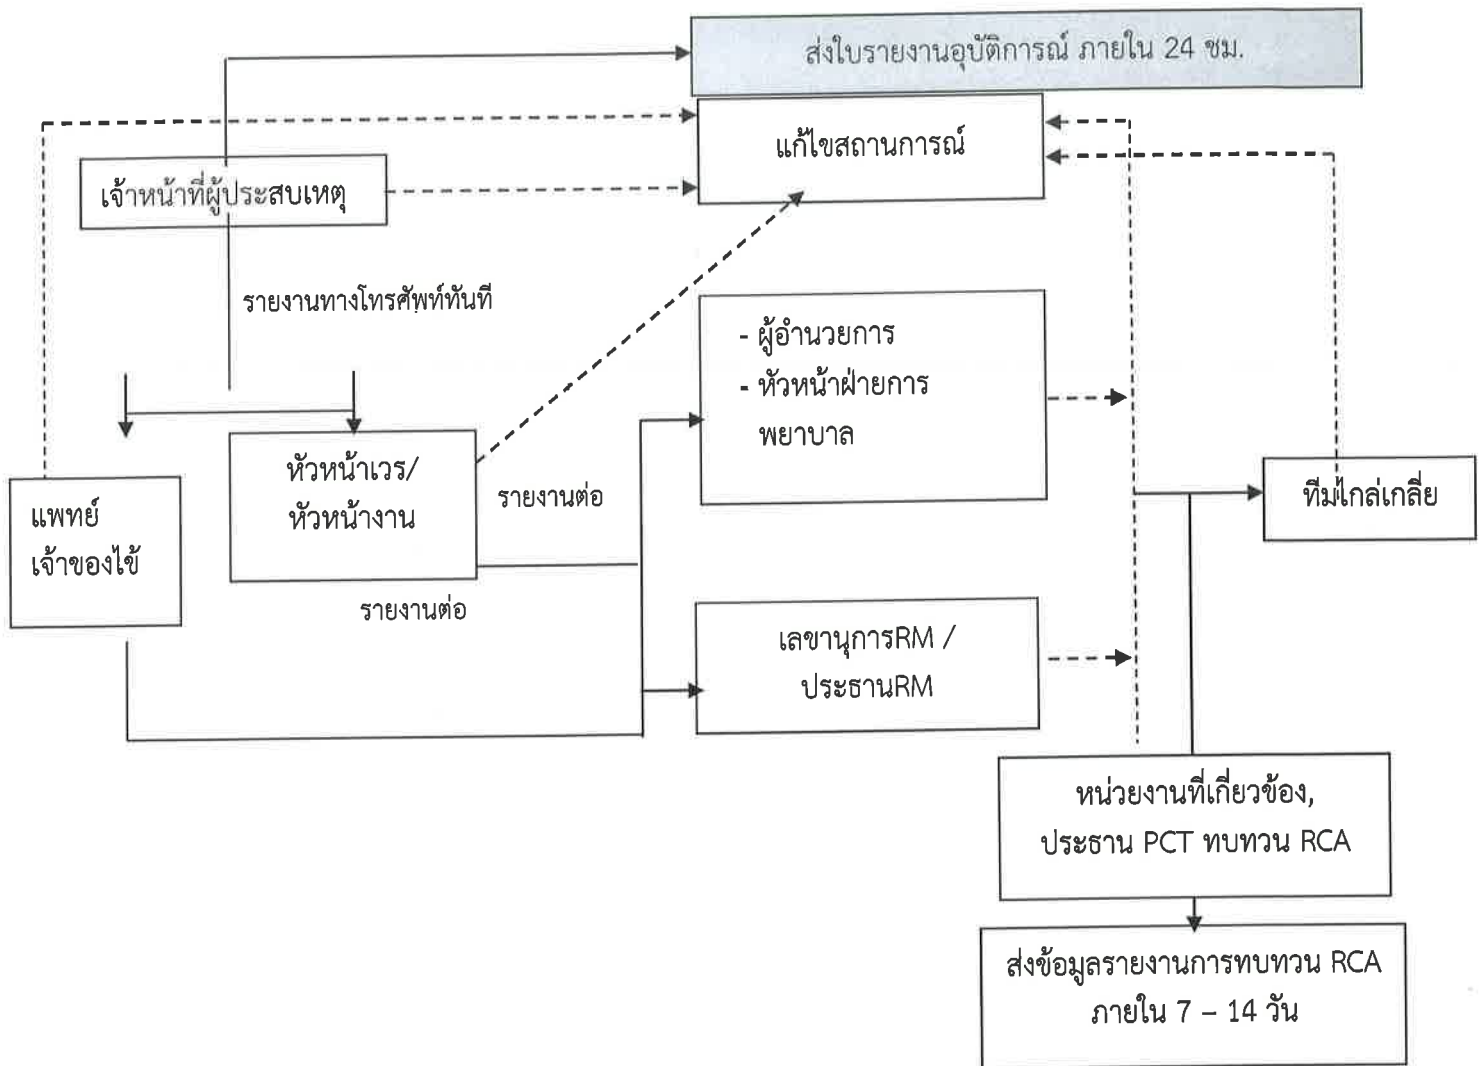 ส่งใบรายงานอุบัติการณ์ ภายใน 24 ชม.
แก้ไขสถานการณ์
เจ้าหน้าที่ผู้ประสบเหตุ
รายงานทางโทรศัพท์ทันที
- ผู้อำนวยการ
- หัวหน้าฝ่ายการ
พยาบาล
หัวหน้าเวร/
หัวหน้างาน
รายงานต่อ
ทีมไกล่เกลี่ย
แพทย์
เจ้าของไข้
รายงานต่อ
เลขานุการRM /
ประธานRM
หน่วยงานที่เกี่ยวข้อง,
ประธาน PCT ทบทวน RCA
ส่งข้อมูลรายงานการทบทวน RCA
ภายใน 7 – 14 วัน